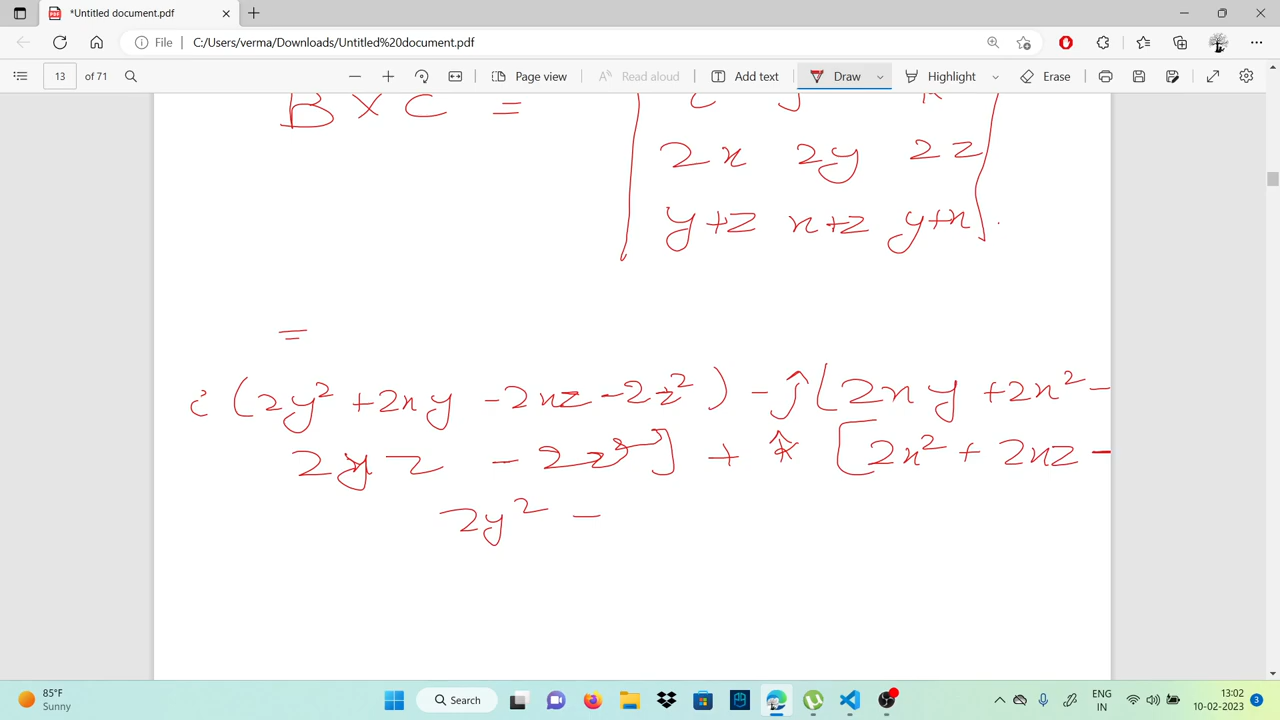 *Untitled document.pdf
File C:/Users/verma/Downloads/Untitled%20document.pdf
13 of 71 Page view Read aloud Add text Draw Highlight Erase
B × C = | i j k
2x 2y 2z
y+z x+z y+x |.
=
i (2y² + 2xy - 2xz - 2z²) - ĵ (2xy + 2x² -
2yz - 2z²] + k̂ [2x² + 2xz -
2y² -
85°F
Sunny
Search
ENG
IN
13:02
10-02-2023
3